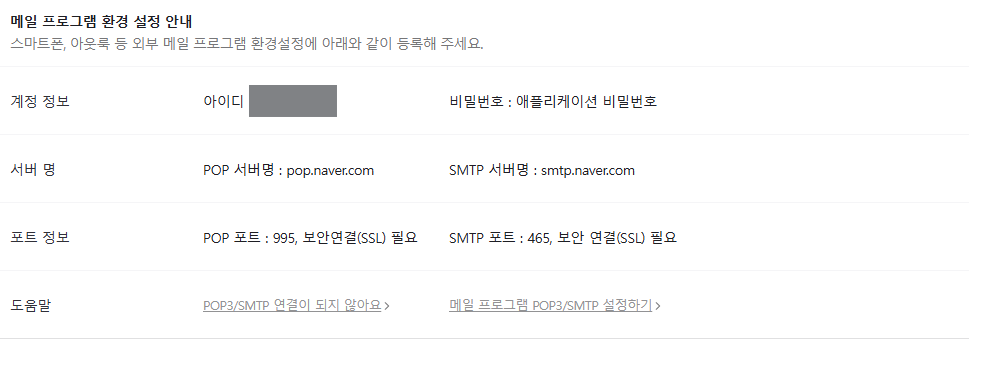 메일 프로그램 환경 설정 안내
스마트폰, 아웃룩 등 외부 메일 프로그램 환경설정에 아래와 같이 등록해 주세요.
계정 정보 아이디 비밀번호 : 애플리케이션 비밀번호
서버 명 POP 서버명 : pop.naver.com SMTP 서버명 : smtp.naver.com
포트 정보 POP 포트 : 995, 보안연결(SSL) 필요 SMTP 포트 : 465, 보안 연결(SSL) 필요
도움말 POP3/SMTP 연결이 되지 않아요 > 메일 프로그램 POP3/SMTP 설정하기 >